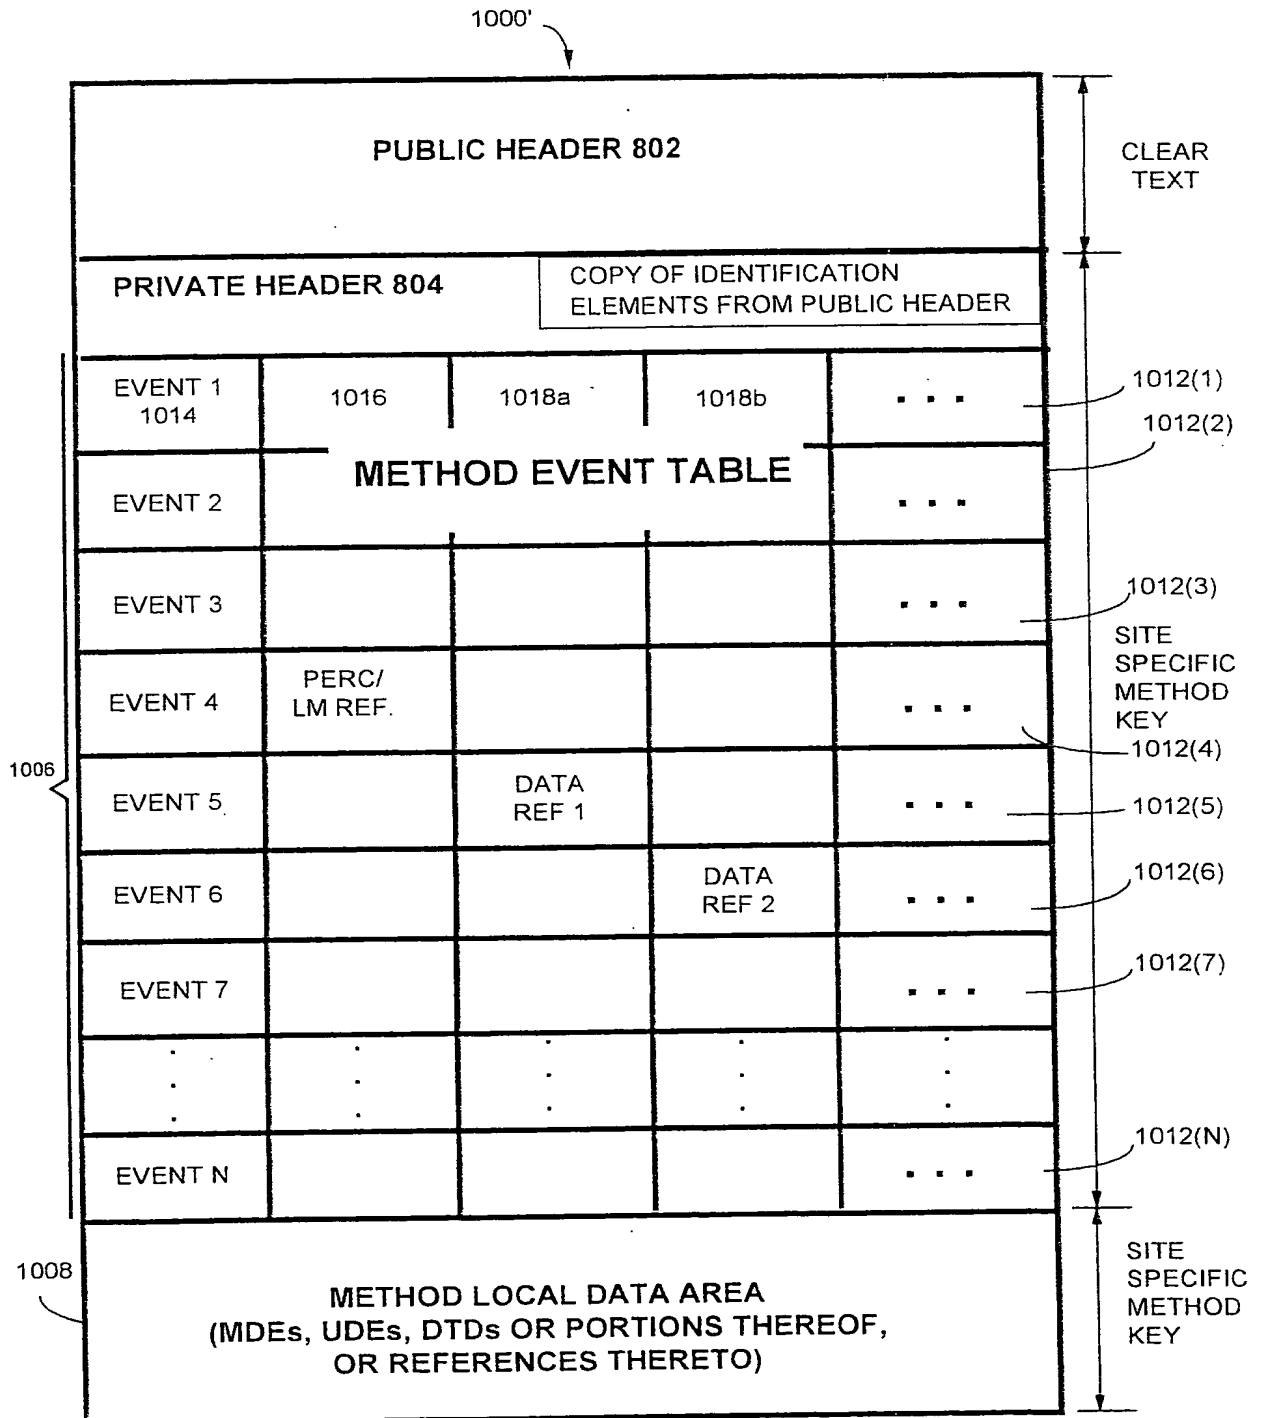 1000'
PUBLIC HEADER 802
CLEAR
TEXT
PRIVATE HEADER 804
COPY OF IDENTIFICATION
ELEMENTS FROM PUBLIC HEADER
EVENT 1
1014
1016
1018a
1018b
. . .
1012(1)
1012(2)
METHOD EVENT TABLE
EVENT 2
. . .
EVENT 3
. . .
1012(3)
SITE
SPECIFIC
METHOD
KEY
EVENT 4
PERC/
LM REF.
. . .
1012(4)
1006
EVENT 5
DATA
REF 1
. . .
1012(5)
EVENT 6
DATA
REF 2
. . .
1012(6)
EVENT 7
. . .
1012(7)
EVENT N
. . .
1012(N)
1008
METHOD LOCAL DATA AREA
(MDEs, UDEs, DTDs OR PORTIONS THEREOF,
OR REFERENCES THERETO)
SITE
SPECIFIC
METHOD
KEY